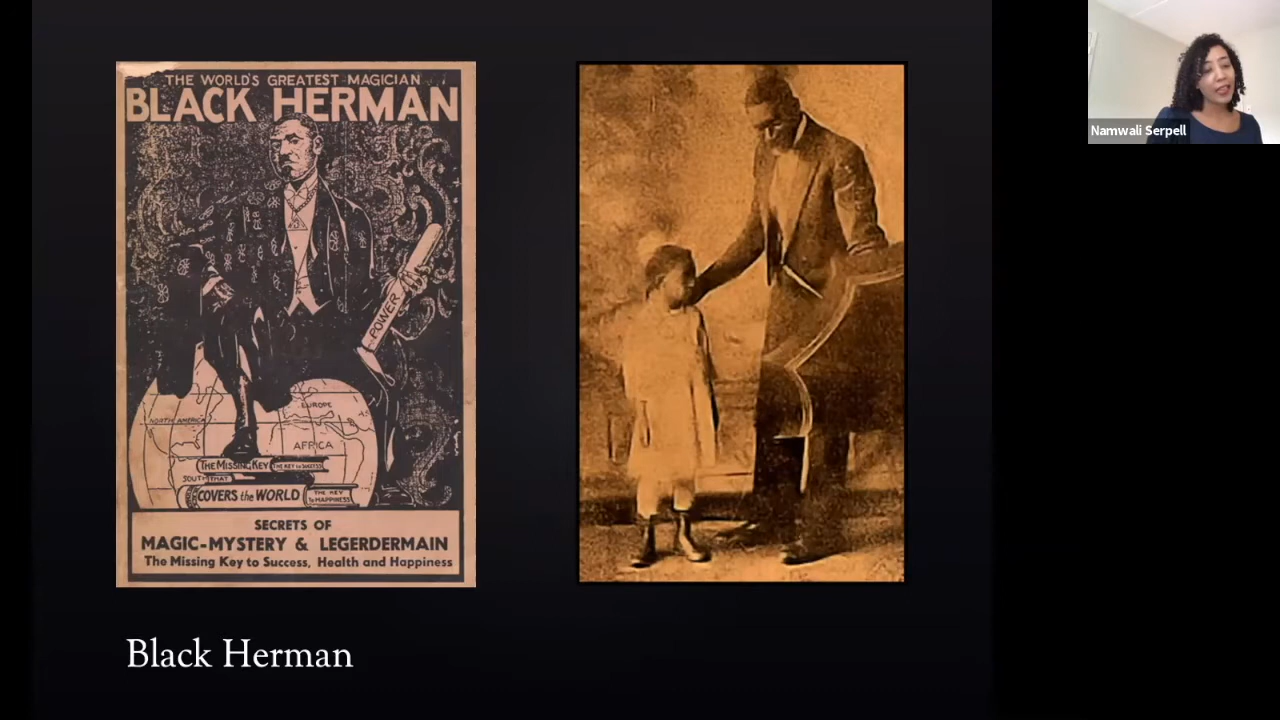 THE WORLD'S GREATEST MAGICIAN
BLACK HERMAN
POWER
EUROPE
NORTH AMERICA
AFRICA
THE MISSING KEY THE KEY to SUCCESS
SOUTH THAT
COVERS the WORLD THE KEY to HAPPINESS
SECRETS OF
MAGIC-MYSTERY & LEGERDERMAIN
The Missing Key to Success, Health and Happiness
Black Herman
Namwali Serpell